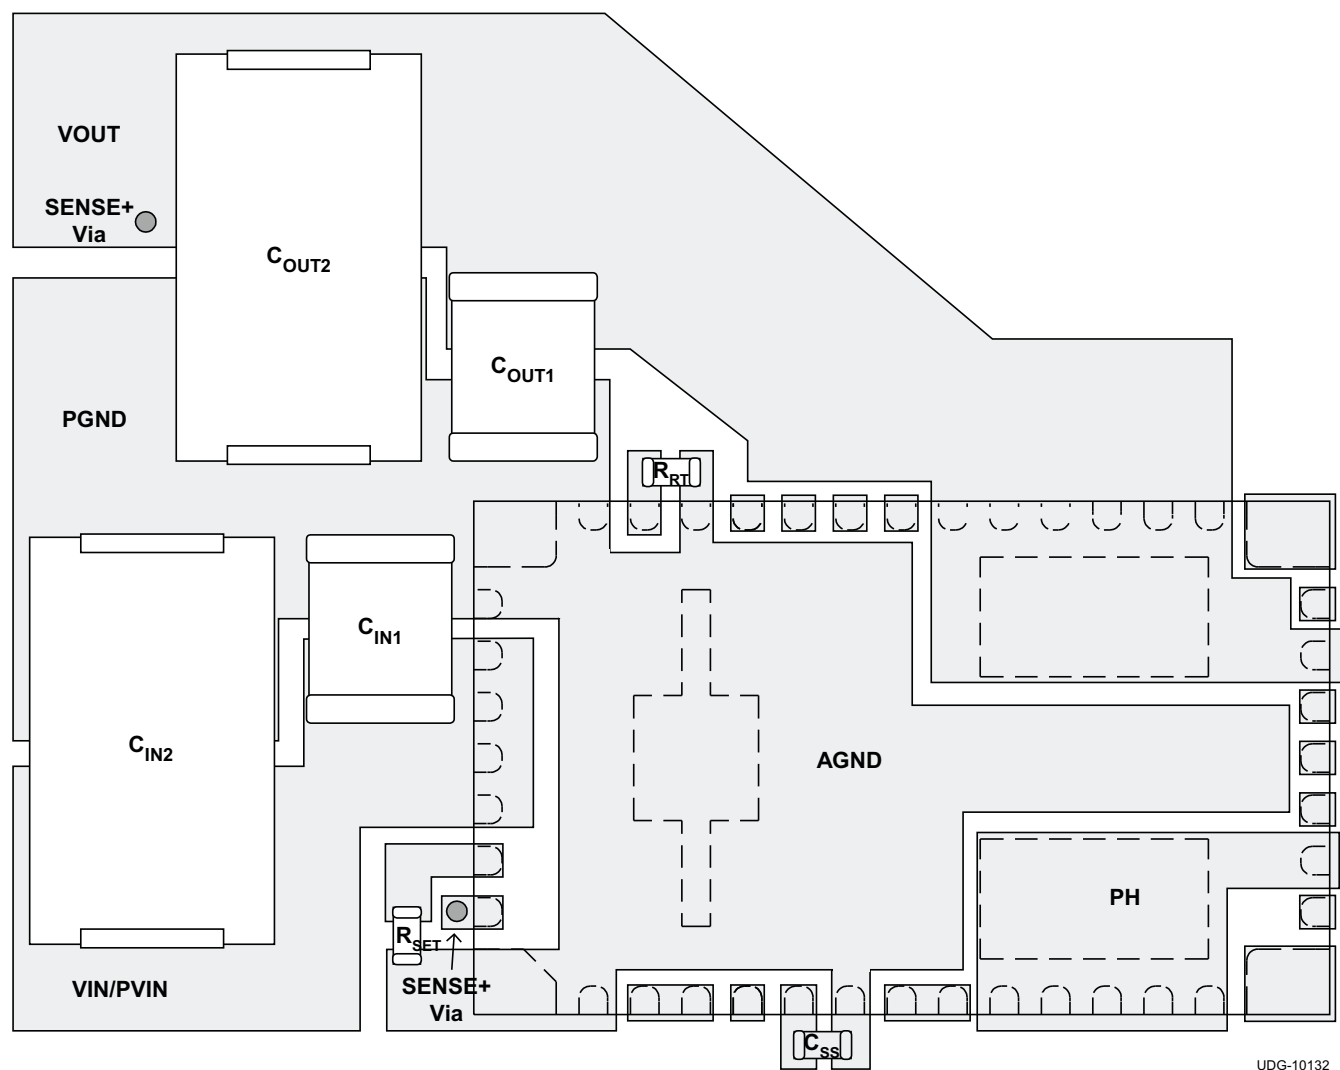 VOUT
SENSE+
Via
COUT2
COUT1
PGND
RRT
CIN1
CIN2
AGND
PH
RSET
SENSE+
Via
VIN/PVIN
CSS
UDG-10132